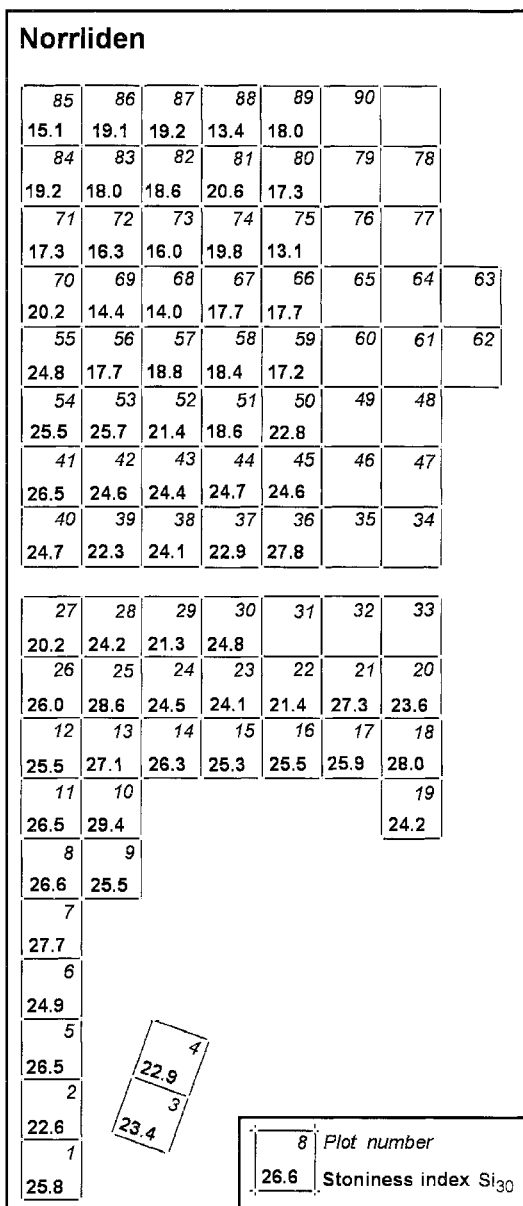 Norrliden
85 86 87 88 89 90
15.1 19.1 19.2 13.4 18.0
84 83 82 81 80 79 78
19.2 18.0 18.6 20.6 17.3
71 72 73 74 75 76 77
17.3 16.3 16.0 19.8 13.1
70 69 68 67 66 65 64 63
20.2 14.4 14.0 17.7 17.7
55 56 57 58 59 60 61 62
24.8 17.7 18.8 18.4 17.2
54 53 52 51 50 49 48
25.5 25.7 21.4 18.6 22.8
41 42 43 44 45 46 47
26.5 24.6 24.4 24.7 24.6
40 39 38 37 36 35 34
24.7 22.3 24.1 22.9 27.8
27 28 29 30 31 32 33
20.2 24.2 21.3 24.8
26 25 24 23 22 21 20
26.0 28.6 24.5 24.1 21.4 27.3 23.6
12 13 14 15 16 17 18
25.5 27.1 26.3 25.3 25.5 25.9 28.0
11 10 19
26.5 29.4 24.2
8 9
26.6 25.5
7
27.7
6
24.9
5
26.5
4
22.9
2
22.6
3
23.4
1
25.8
8 Plot number
26.6 Stoniness index Si30